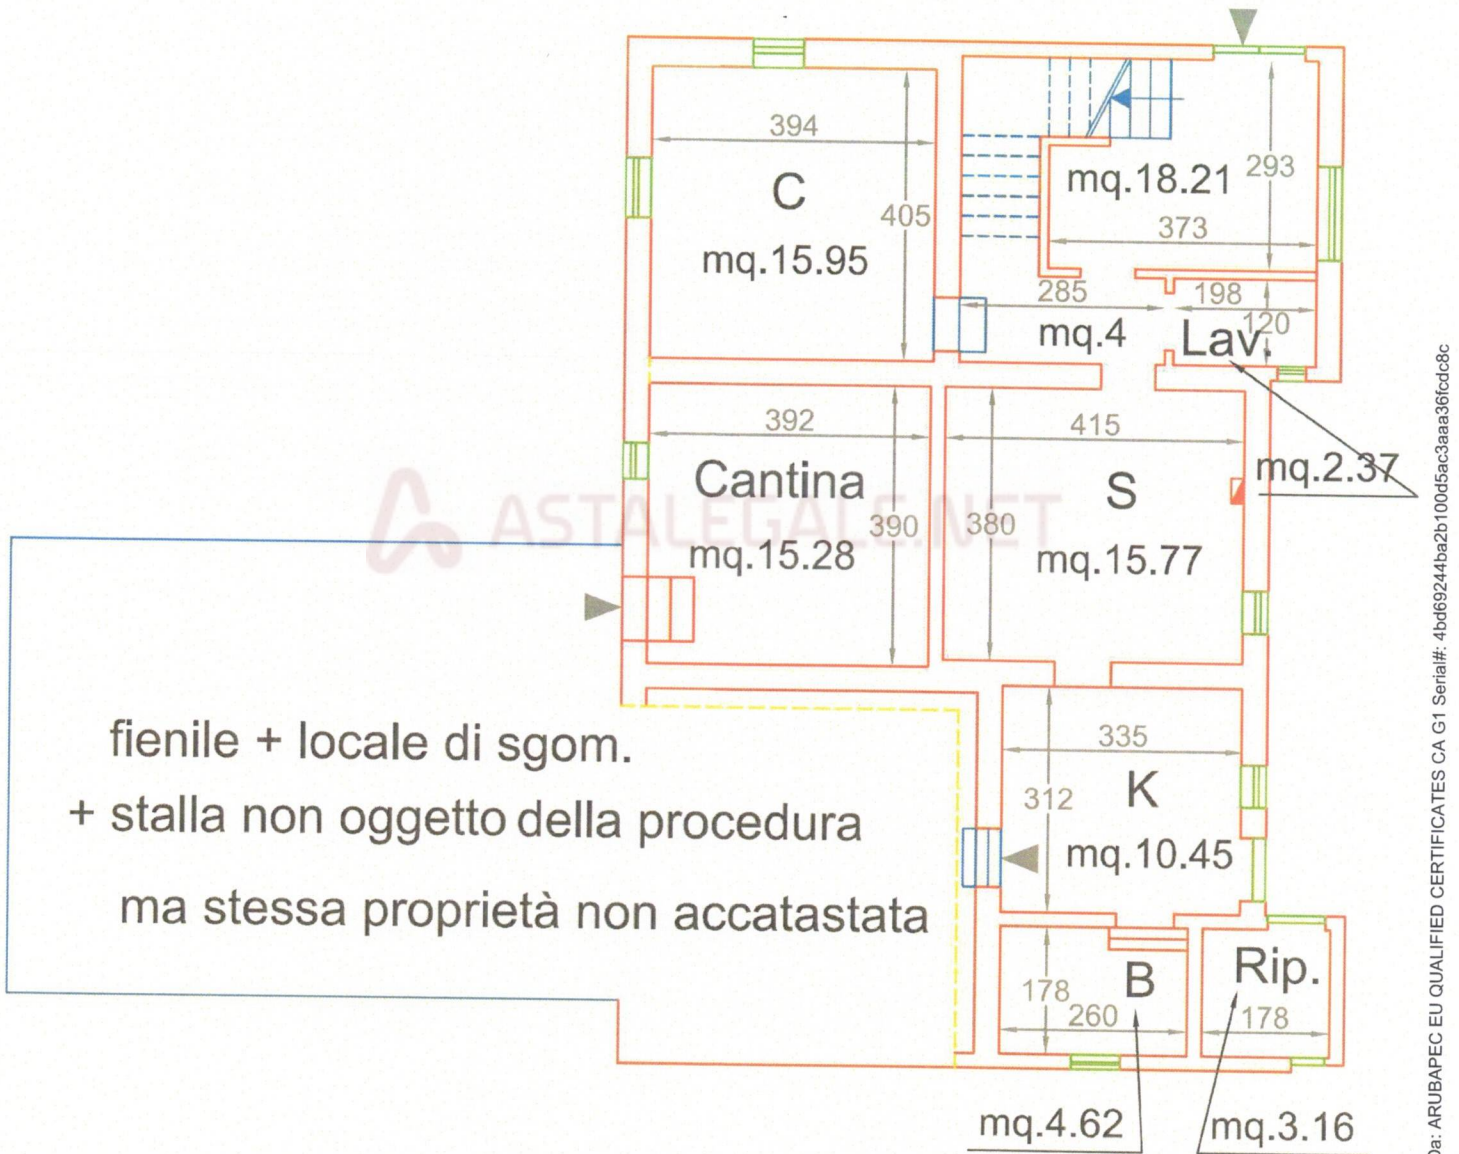 394
C
405
mq.15.95
mq.18.21
293
373
285
198
120
mq.4
Lav.
392
415
mq.2.37
Cantina
S
ASTALEGALE.NET
390
380
mq.15.28
mq.15.77
fienile + locale di sgom.
+ stalla non oggetto della procedura
ma stessa proprietà non accatastata
335
312
K
mq.10.45
178
B
260
Rip.
178
mq.4.62
mq.3.16
Da: ARUBAPEC EU QUALIFIED CERTIFICATES CA G1 Serial#: 4bd69244ba2b100d5ac3aaa36fcdc8c